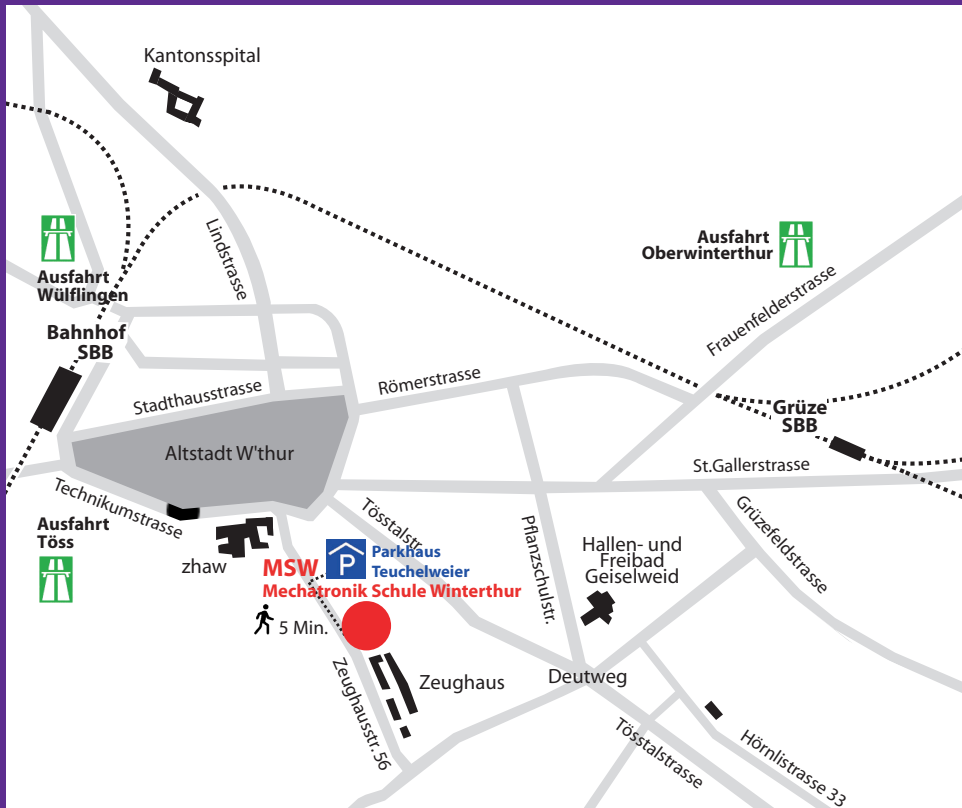 Kantonsspital
Lindstrasse
Ausfahrt
Wülflingen
Ausfahrt
Oberwinterthur
Frauenfelderstrasse
Bahnhof
SBB
Stadthausstrasse
Römerstrasse
Grüze
SBB
Altstadt W'thur
St.Gallerstrasse
Technikumstrasse
Tösstalstr.
Pflanzschulstr.
Grüzefeldstrasse
Ausfahrt
Töss
zhaw
P
Parkhaus
Teuchelweier
MSW
Mechatronik Schule Winterthur
Hallen- und
Freibad
Geiselweid
5 Min.
Zeughausstr. 56
Zeughaus
Deutweg
Tösstalstrasse
Hörnlistrasse 33